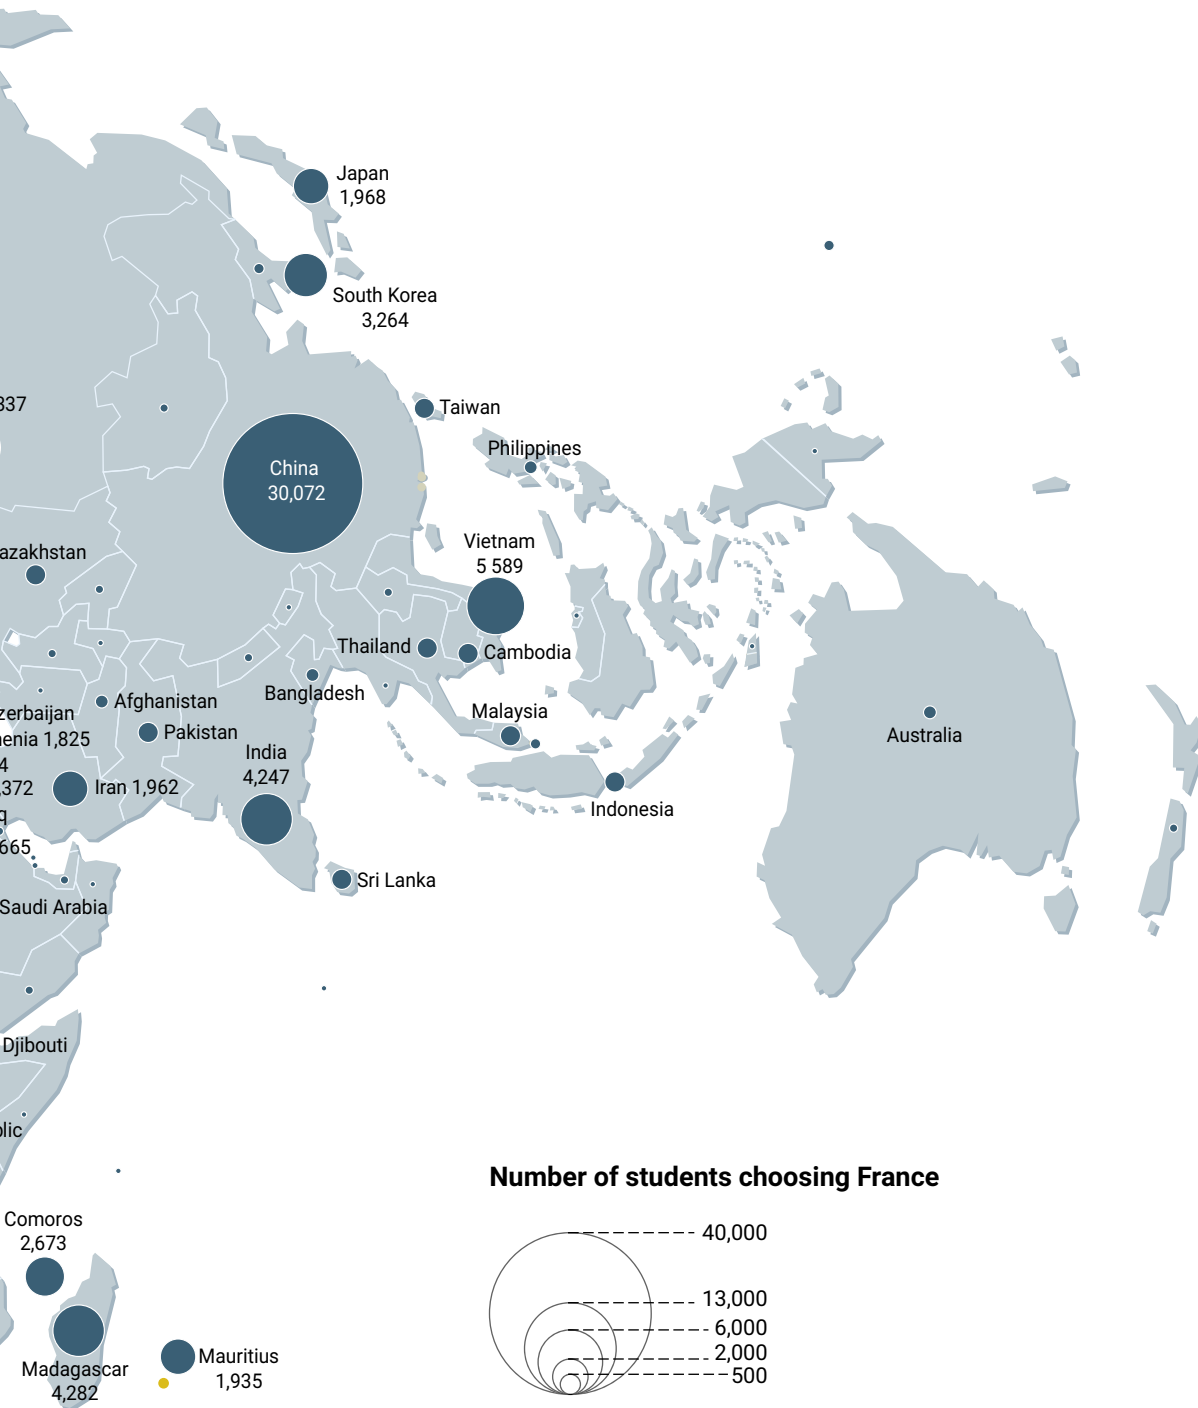 Japan
1,968
South Korea
3,264
337
Taiwan
Philippines
China
30,072
Vietnam
5 589
azakhstan
Thailand
Cambodia
Bangladesh
Afghanistan
Malaysia
zerbaijan
Pakistan
enia 1,825
India
4,247
Australia
4
,372
Iran 1,962
Indonesia
q
665
Sri Lanka
Saudi Arabia
Djibouti
blic
Number of students choosing France
Comoros
2,673
40,000
13,000
6,000
2,000
500
Mauritius
1,935
Madagascar
4,282